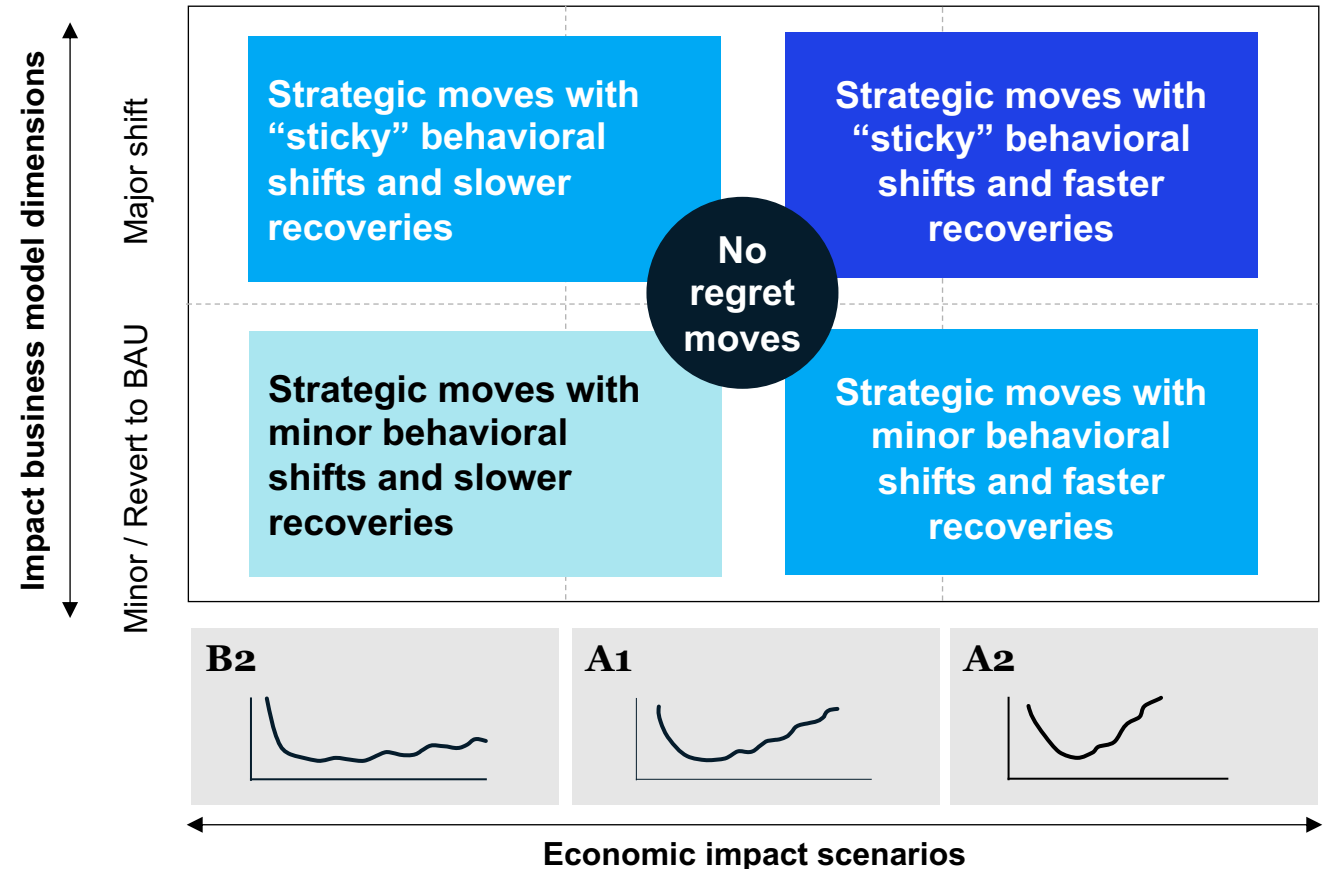 Impact business model dimensions
Major shift
Minor / Revert to BAU
Strategic moves with
“sticky” behavioral
shifts and slower
recoveries
Strategic moves with
“sticky” behavioral
shifts and faster
recoveries
No
regret
moves
Strategic moves with
minor behavioral
shifts and slower
recoveries
Strategic moves with
minor behavioral
shifts and faster
recoveries
B2
A1
A2
Economic impact scenarios